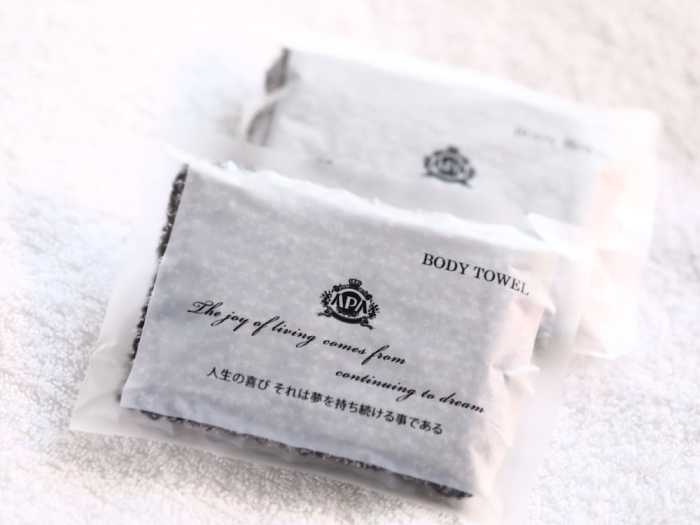 BODY TOWEL
APA
The joy of living comes from
continuing to dream
人生の喜び それは夢を持ち続ける事である